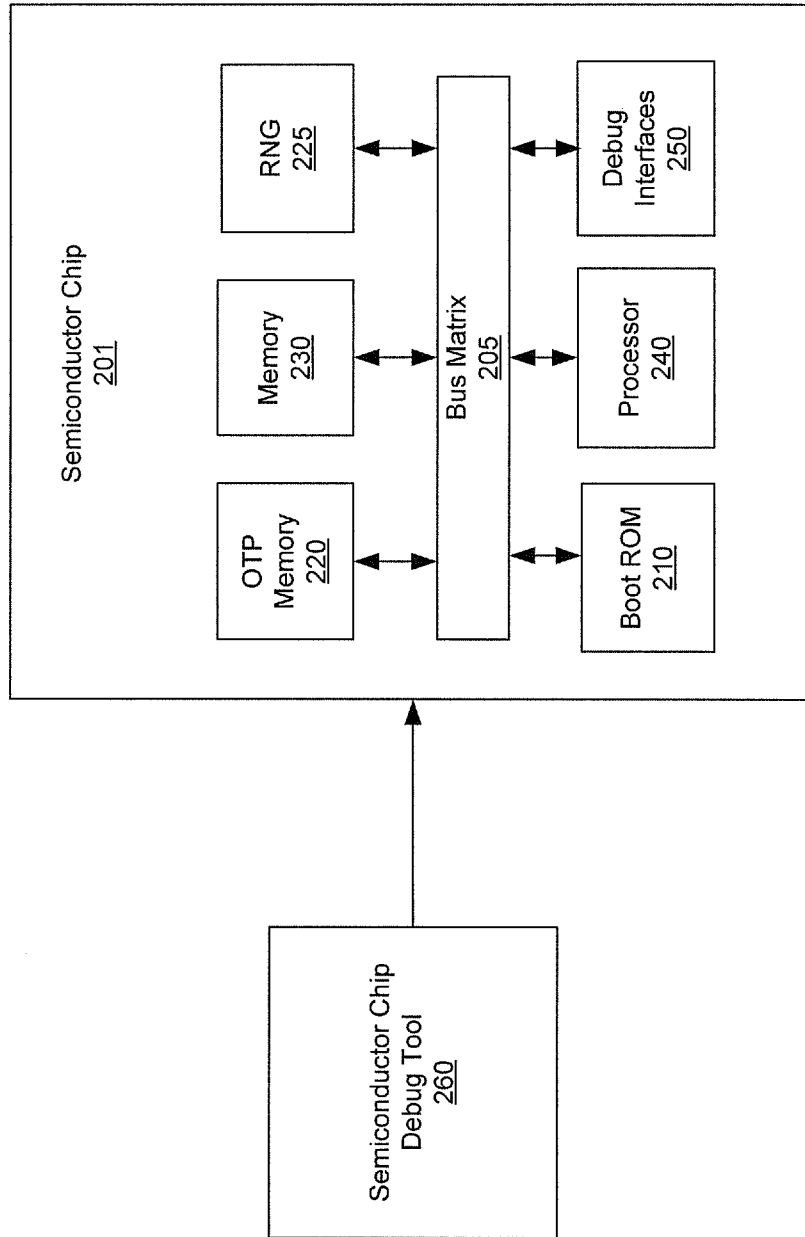 Semiconductor Chip
201
OTP
Memory
220
Memory
230
RNG
225
Bus Matrix
205
Boot ROM
210
Processor
240
Debug
Interfaces
250
Semiconductor Chip
Debug Tool
260